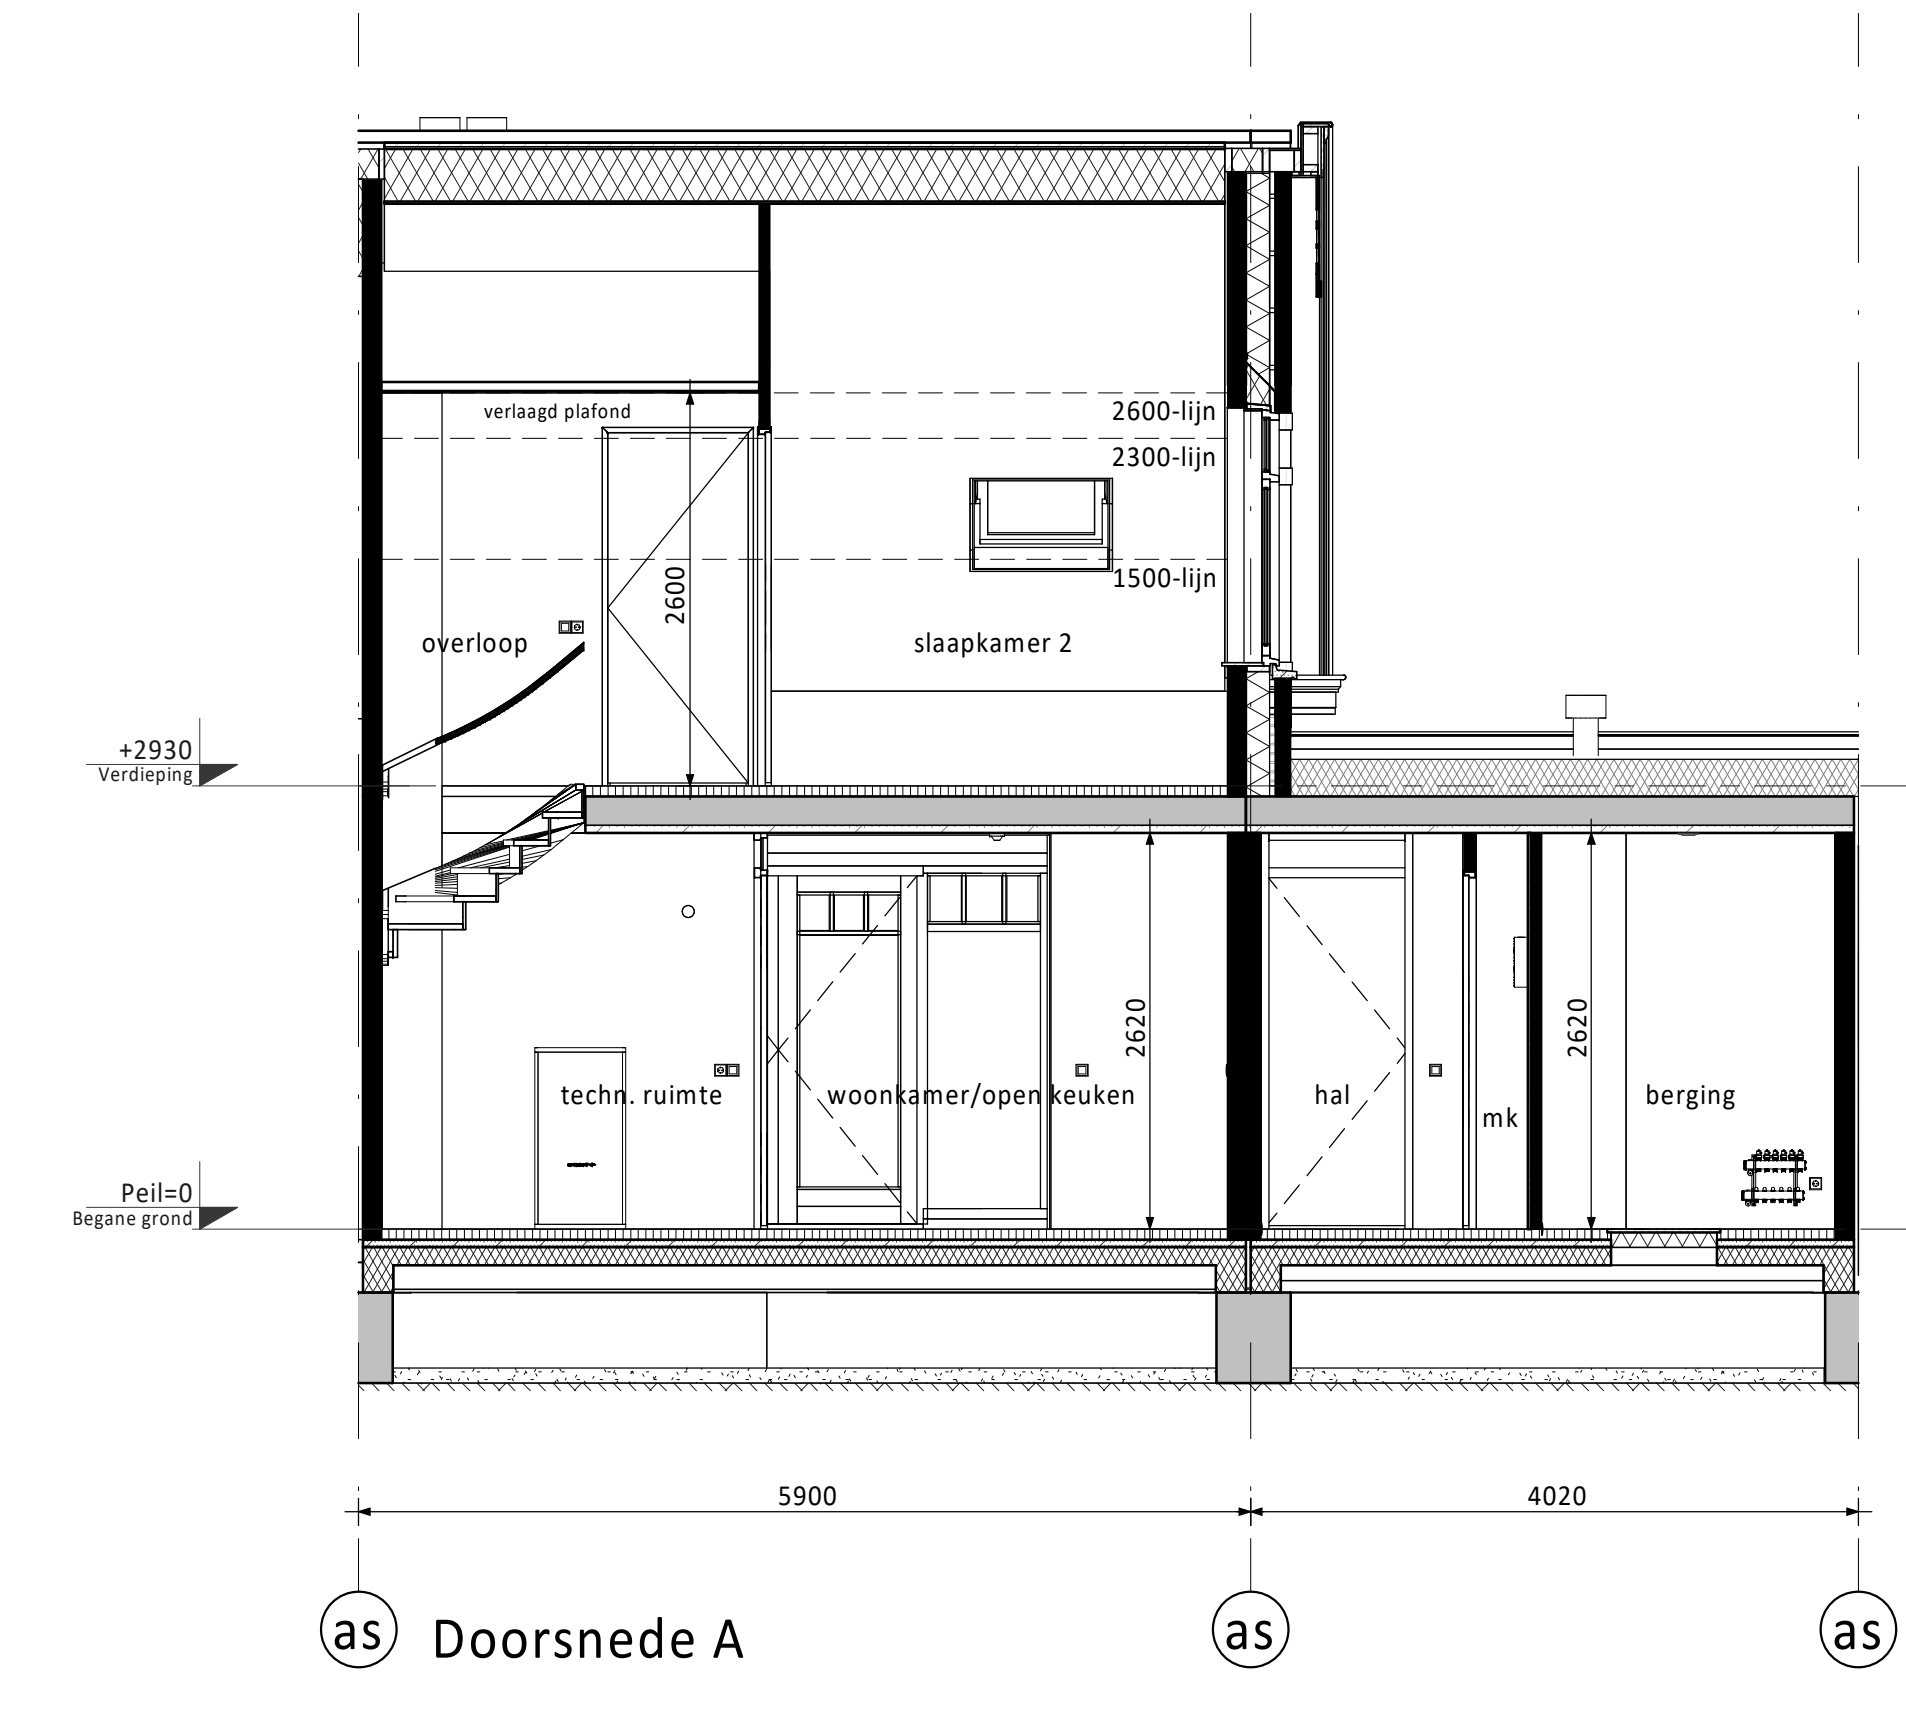 verlaagd plafond
2600-lijn
2300-lijn
1500-lijn
2600
overloop
slaapkamer 2
+2930
Verdieping
2620
2620
techn. ruimte
woonkamer/open keuken
hal
mk
berging
Peil=0
Begane grond
5900
4020
as
Doorsnede A
as
as